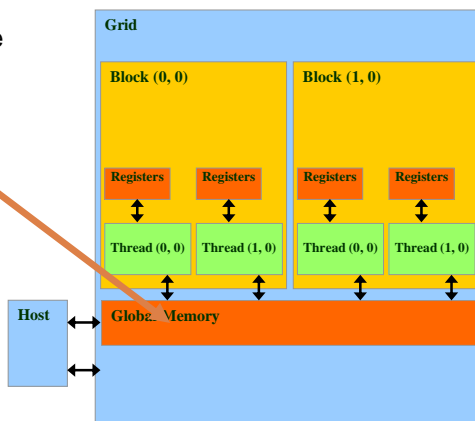 e
Grid
Block (0, 0)
Block (1, 0)
Registers
Registers
Registers
Registers
Thread (0, 0)
Thread (1, 0)
Thread (0, 0)
Thread (1, 0)
Host
Global Memory